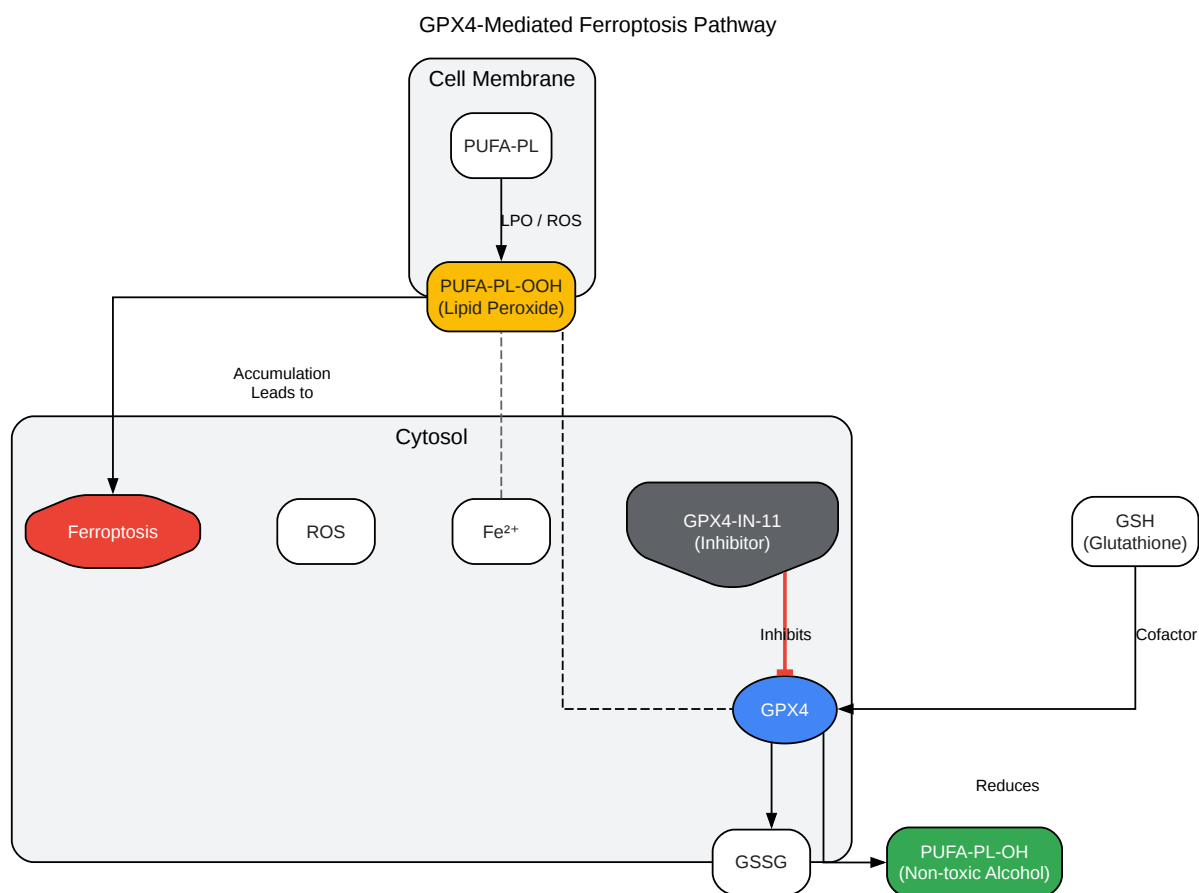 GPX4-Mediated Ferroptosis Pathway
Cell Membrane
PUFA-PL
LPO / ROS
PUFA-PL-OOH
(Lipid Peroxide)
Accumulation
Leads to
Cytosol
Ferroptosis
ROS
Fe²⁺
GPX4-IN-11
(Inhibitor)
GSH
(Glutathione)
Inhibits
Cofactor
GPX4
Reduces
GSSG
PUFA-PL-OH
(Non-toxic Alcohol)